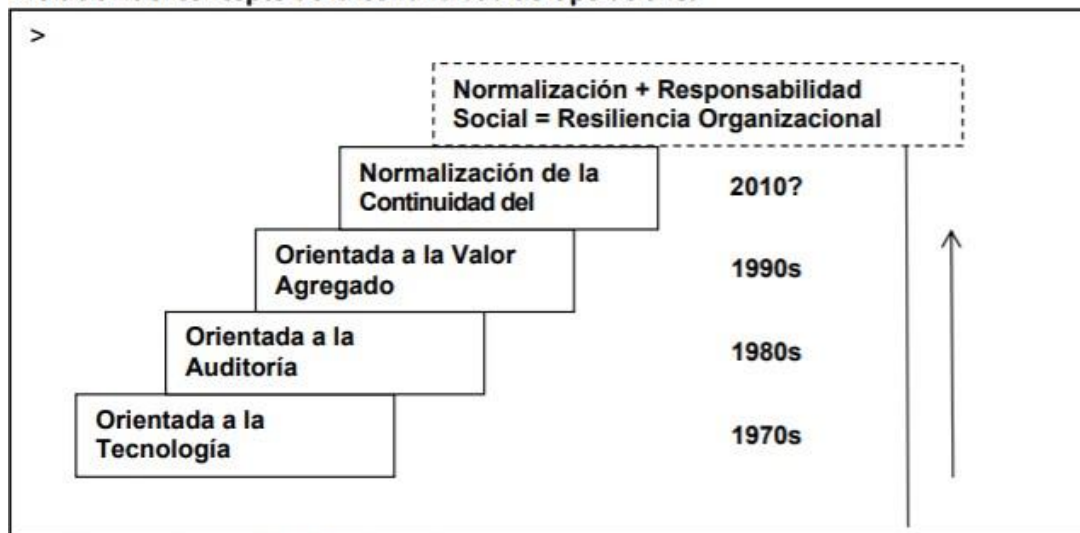 >
Normalización + Responsabilidad
Social = Resiliencia Organizacional
Normalización de la
Continuidad del
2010?
Orientada a la Valor
Agregado
1990s
Orientada a la
Auditoría
1980s
Orientada a la
Tecnología
1970s